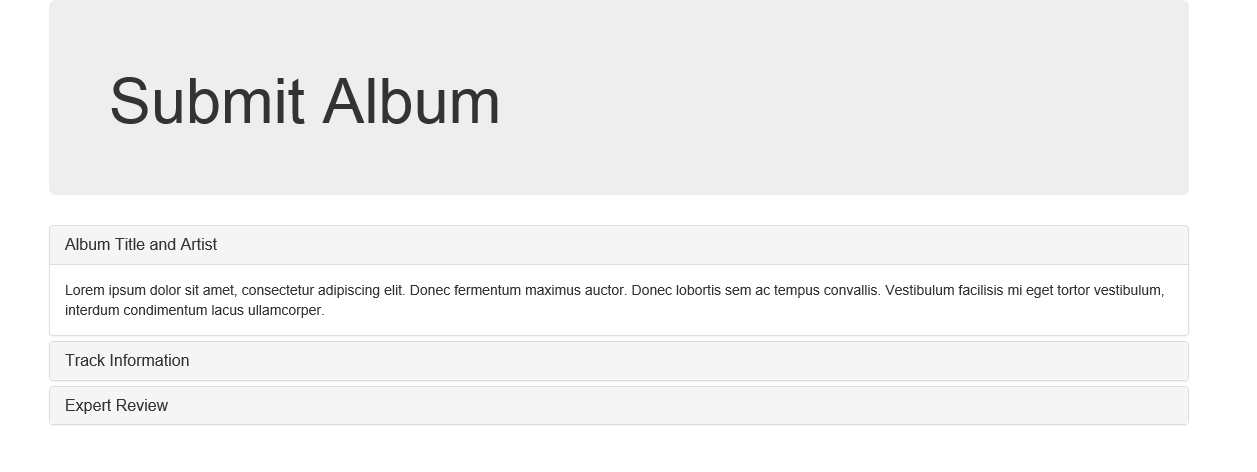 Submit Album
Album Title and Artist
Lorem ipsum dolor sit amet, consectetur adipiscing elit. Donec fermentum maximus auctor. Donec lobortis sem ac tempus convallis. Vestibulum facilisis mi eget tortor vestibulum,
interdum condimentum lacus ullamcorper.
Track Information
Expert Review